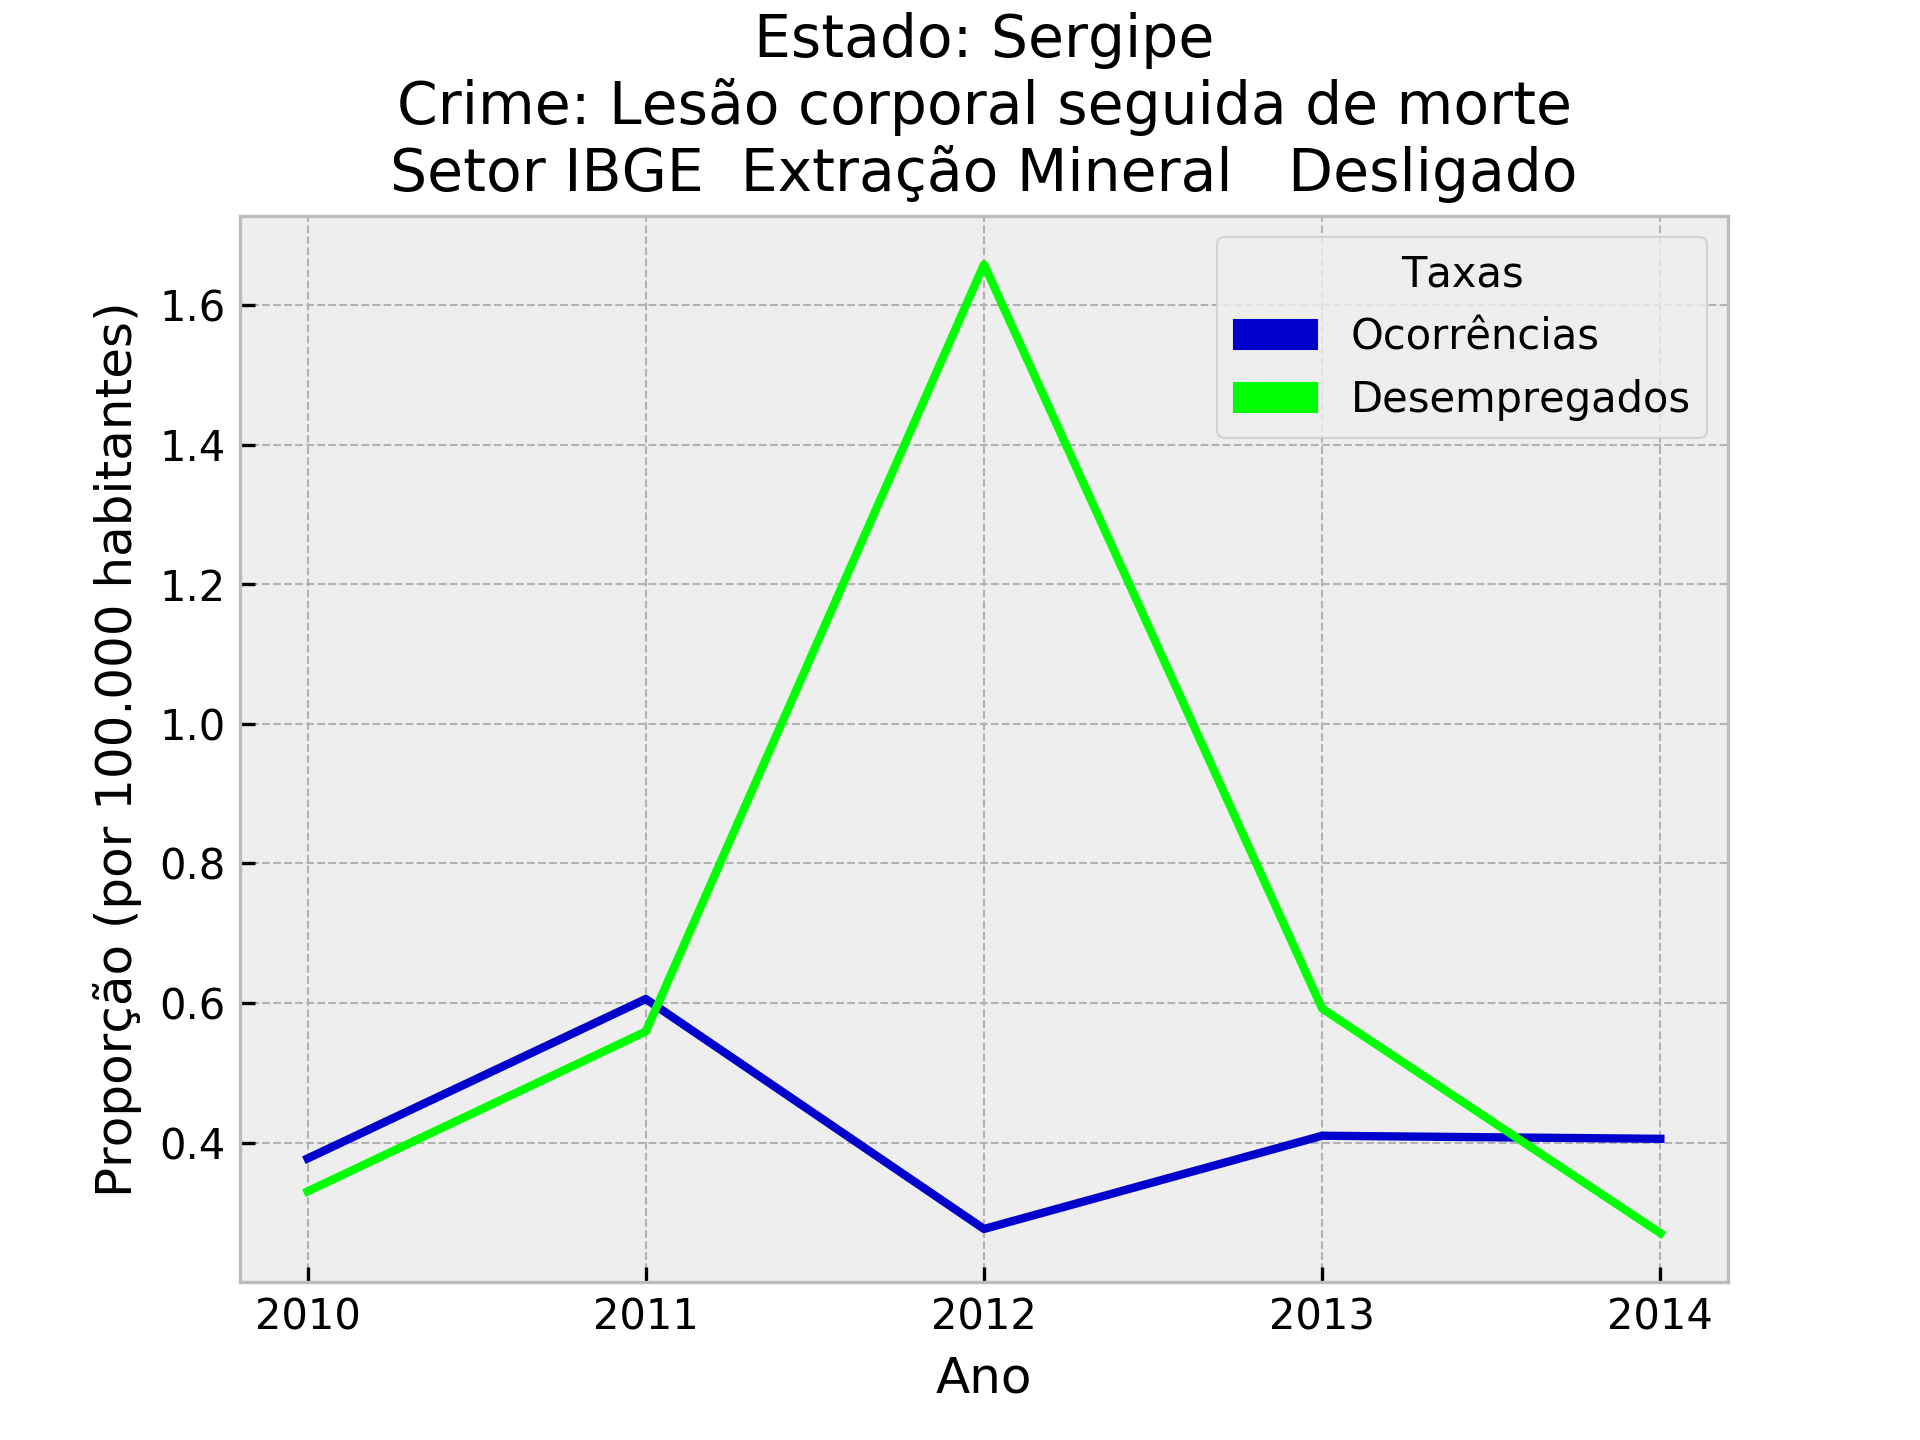 Estado: Sergipe
Crime: Lesão corporal seguida de morte
Setor IBGE  Extração Mineral   Desligado
Proporção (por 100.000 habitantes)
1.6
1.4
1.2
1.0
0.8
0.6
0.4
Taxas
Ocorrências
Desempregados
2010 2011 2012 2013 2014
Ano